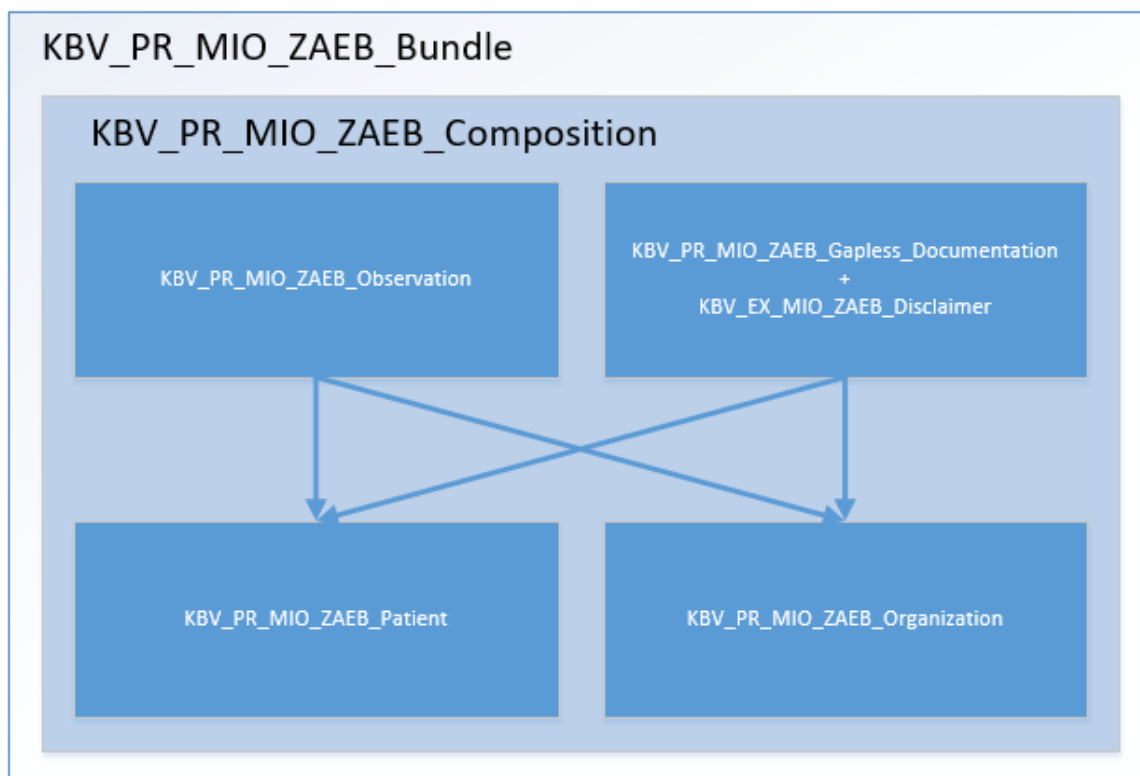 KBV_PR_MIO_ZAEB_Bundle
KBV_PR_MIO_ZAEB_Composition
KBV_PR_MIO_ZAEB_Observation
KBV_PR_MIO_ZAEB_Gapless_Documentation
+
KBV_EX_MIO_ZAEB_Disclaimer
KBV_PR_MIO_ZAEB_Patient
KBV_PR_MIO_ZAEB_Organization